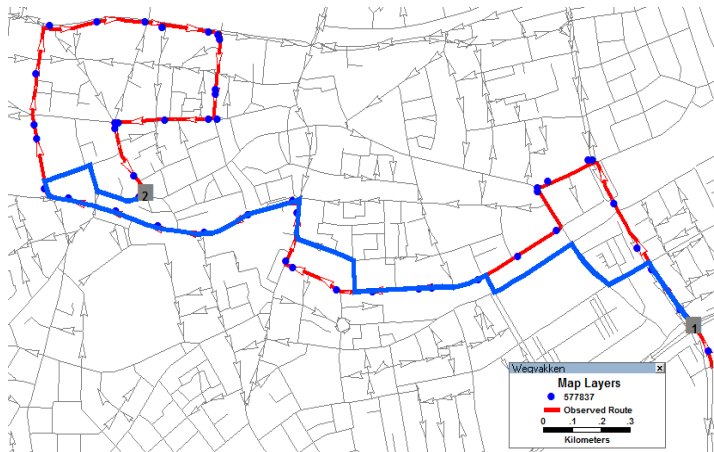 2
1
Wegvakken
Map Layers
577837
Observed Route
0 .1 .2 .3
Kilometers